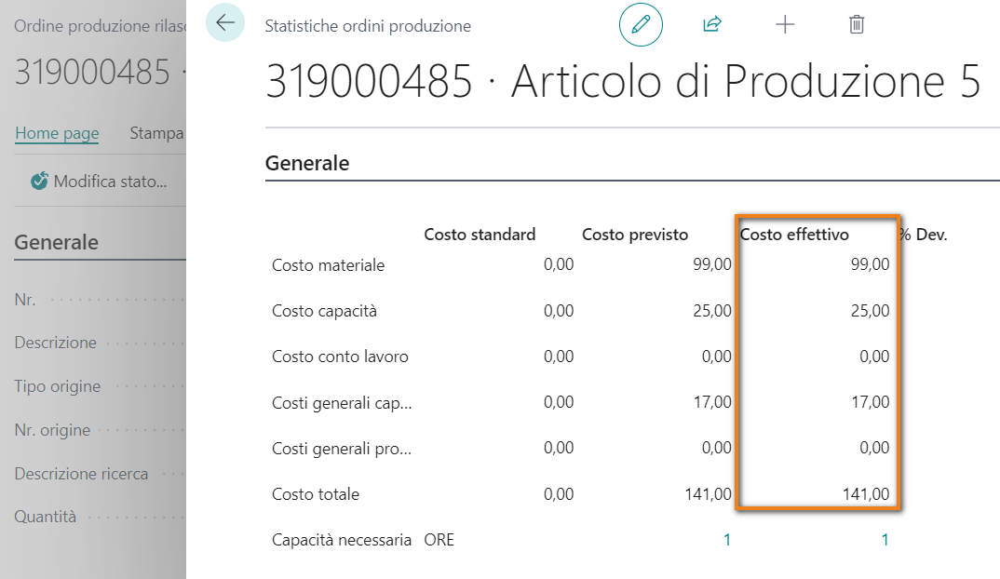 Ordine produzione
Statistiche ordini produzione
319000485 ·
319000485 · Articolo di Produzione 5
Home page Stampa
Modifica stato...
Generale
Generale
Costo standard Costo previsto Costo effettivo % Dev.
Costo materiale 0,00 99,00 99,00
Costo capacità 0,00 25,00 25,00
Costo conto lavoro 0,00 0,00 0,00
Costi generali cap... 0,00 17,00 17,00
Costi generali pro... 0,00 0,00 0,00
Costo totale 0,00 141,00 141,00
Capacità necessaria ORE 1 1
Nr.
Descrizione
Tipo origine
Nr. origine
Descrizione ricerca
Quantità